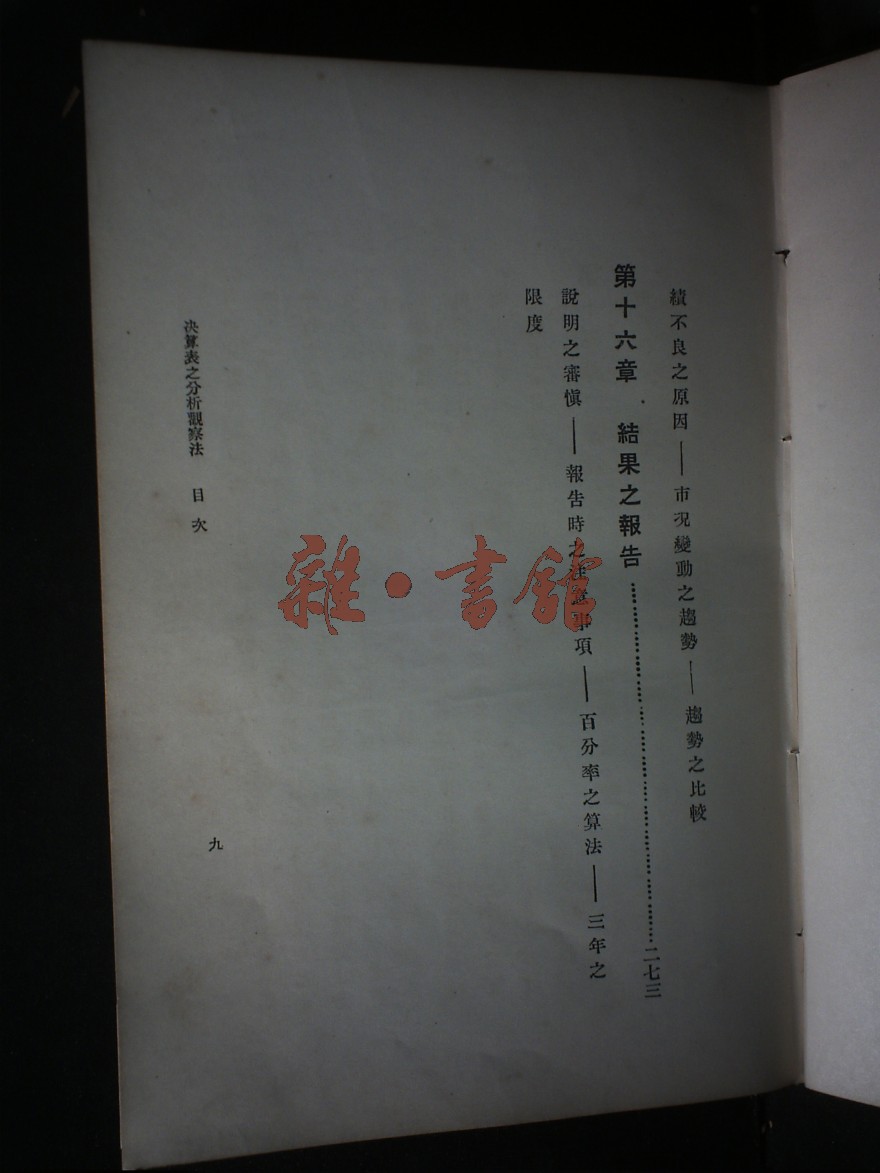 績不良之原因——市況變動之趨勢——趨勢之比較
第十六章　結果之報告……二七三
說明之審愼——報告時之注意事項——百分率之算法——三年之
限度
決算表之分析觀察法　目次
九
雜・書館